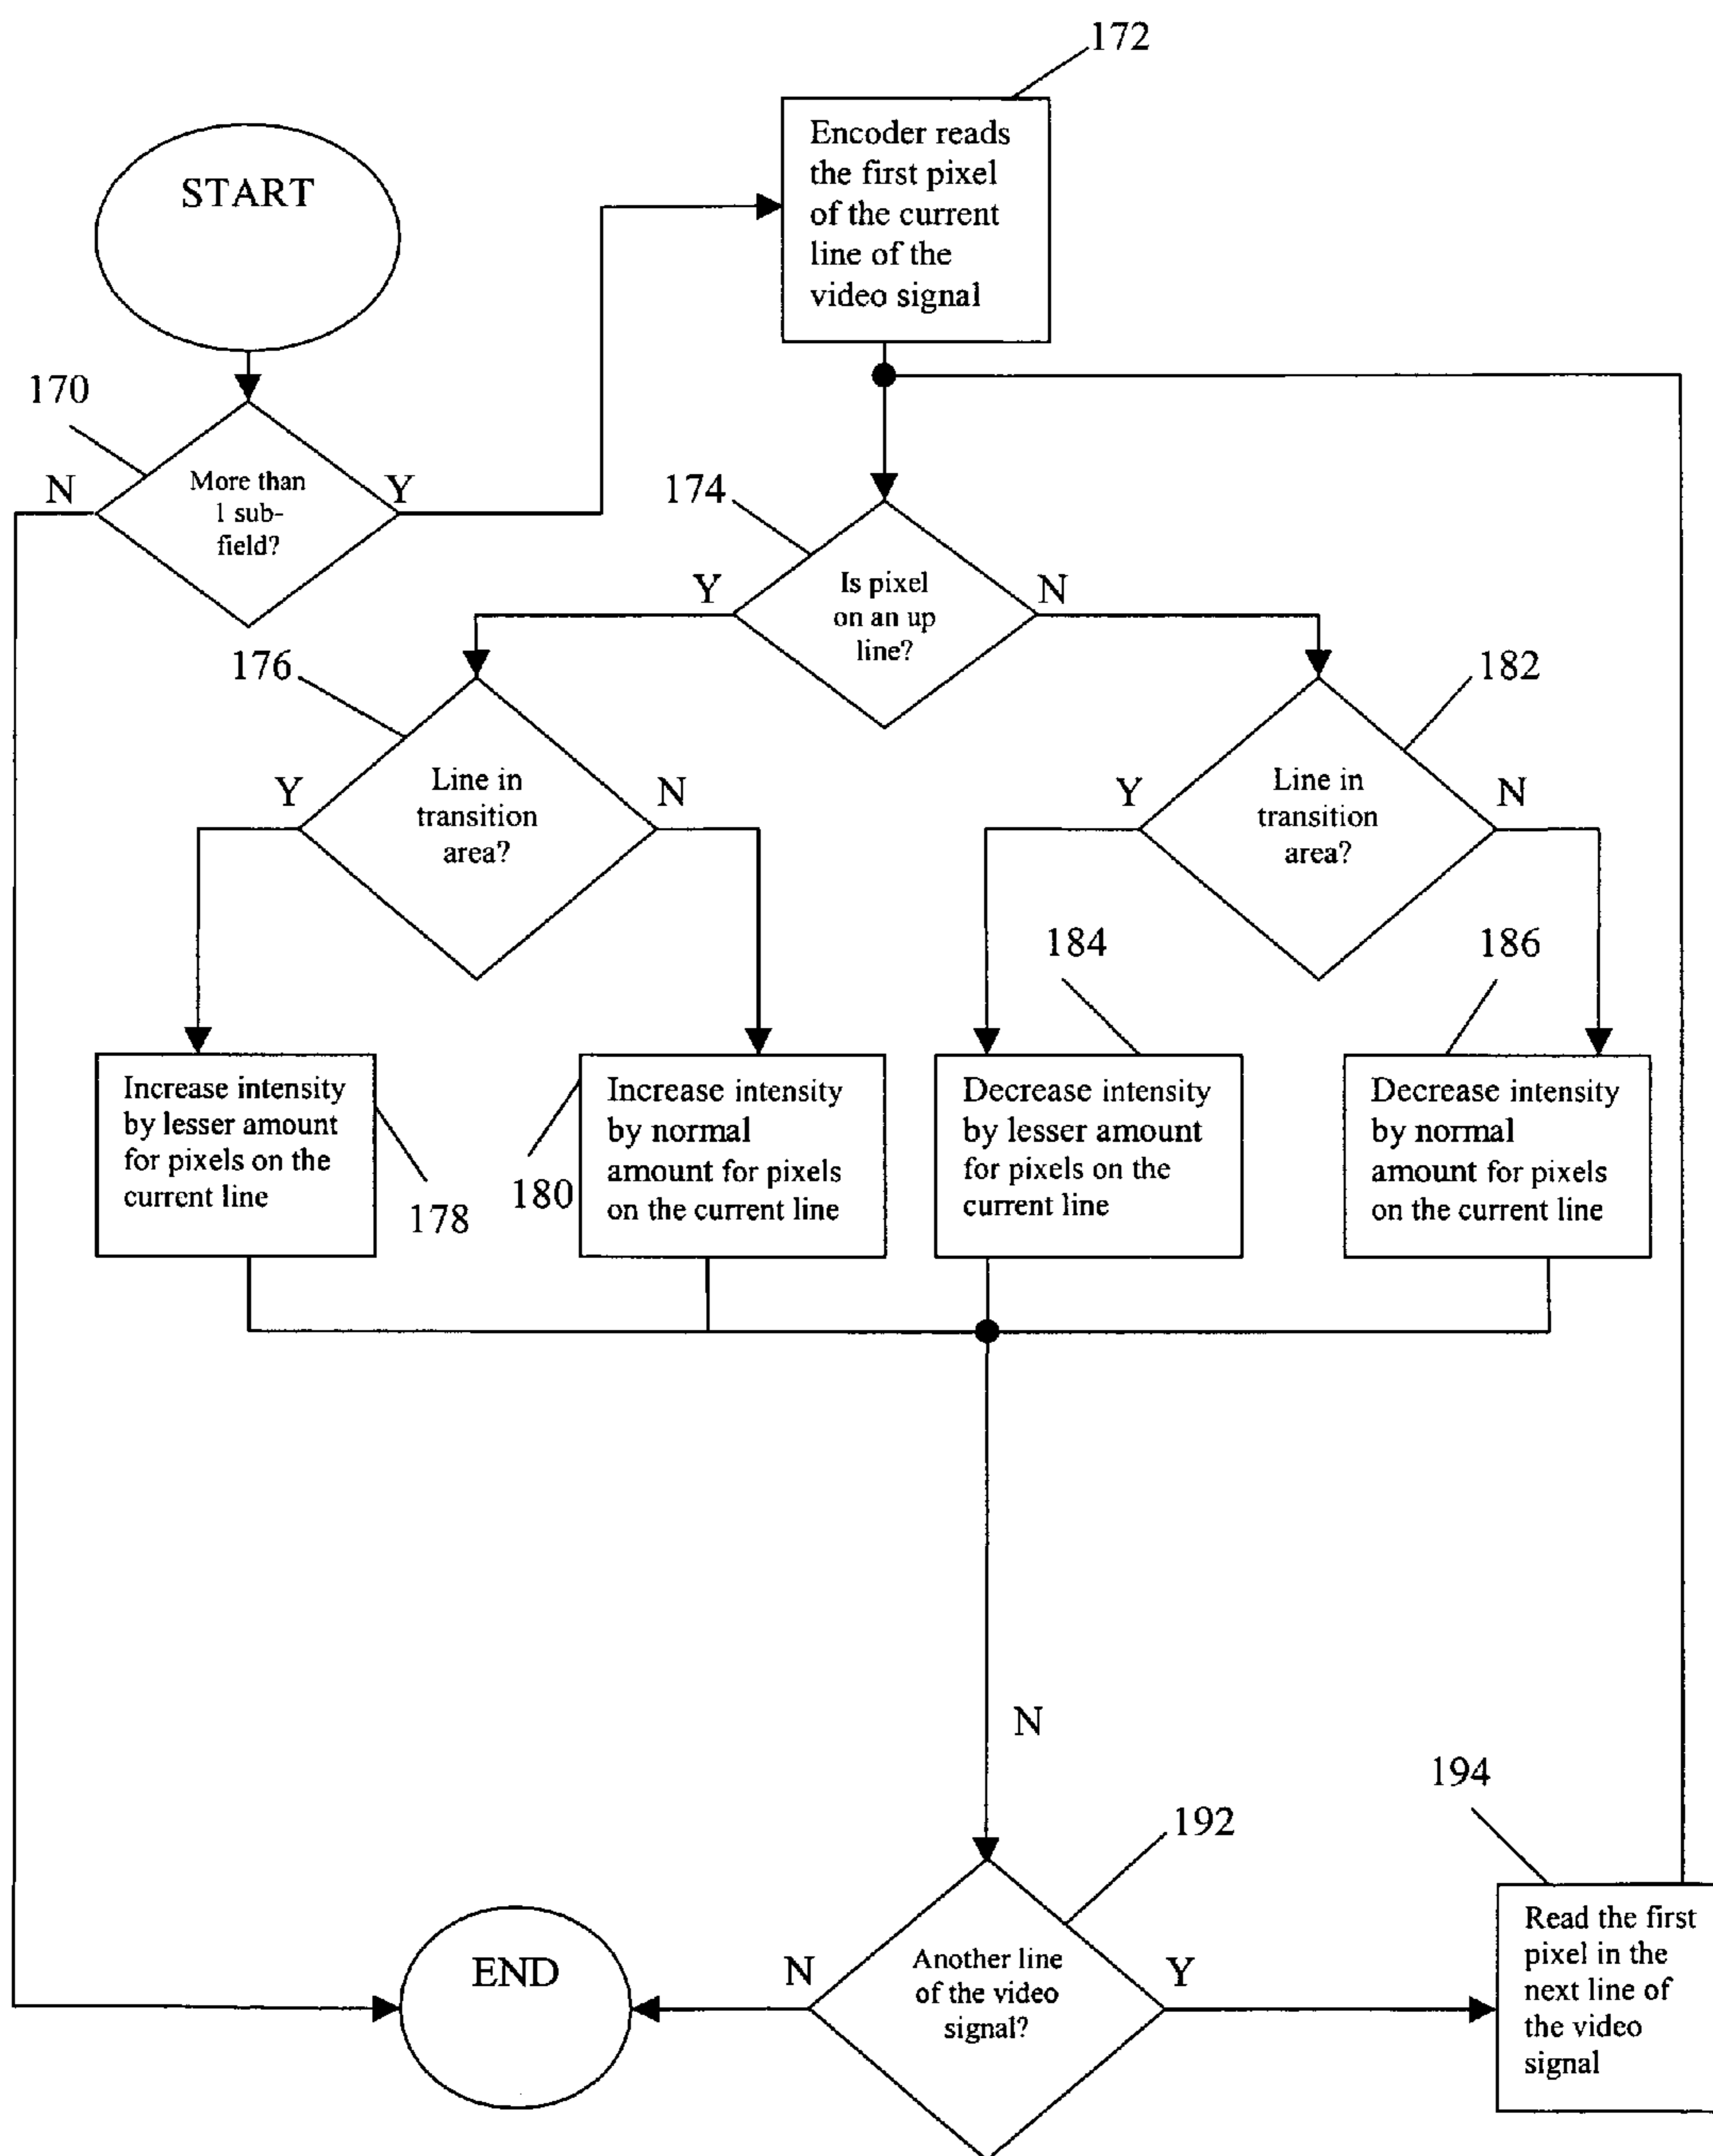 172
START
Encoder reads
the first pixel
of the current
line of the
video signal
170
N
More than
1 sub-
field?
Y
174
Y
Is pixel
on an up
line?
N
176
182
Y
Line in
transition
area?
N
Y
Line in
transition
area?
N
184
186
Increase intensity
by lesser amount
for pixels on the
current line
178
180
Increase intensity
by normal
amount for pixels
on the current line
Decrease intensity
by lesser amount
for pixels on the
current line
Decrease intensity
by normal
amount for pixels
on the current line
N
194
192
END
N
Another line
of the video
signal?
Y
Read the first
pixel in the
next line of
the video
signal